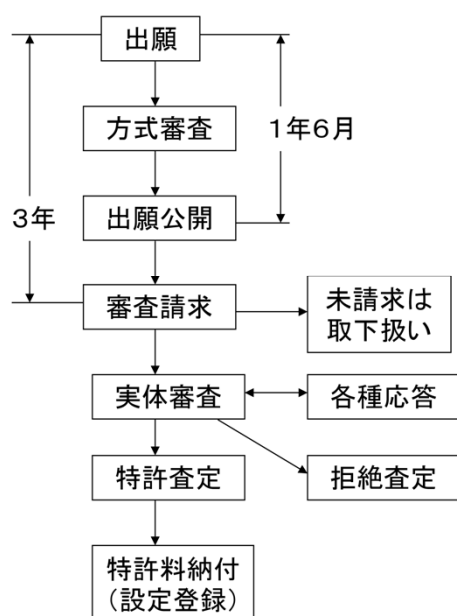 出願
方式審査
1年6月
3年
出願公開
審査請求
未請求は
取下扱い
実体審査
各種応答
特許査定
拒絶査定
特許料納付
（設定登録）